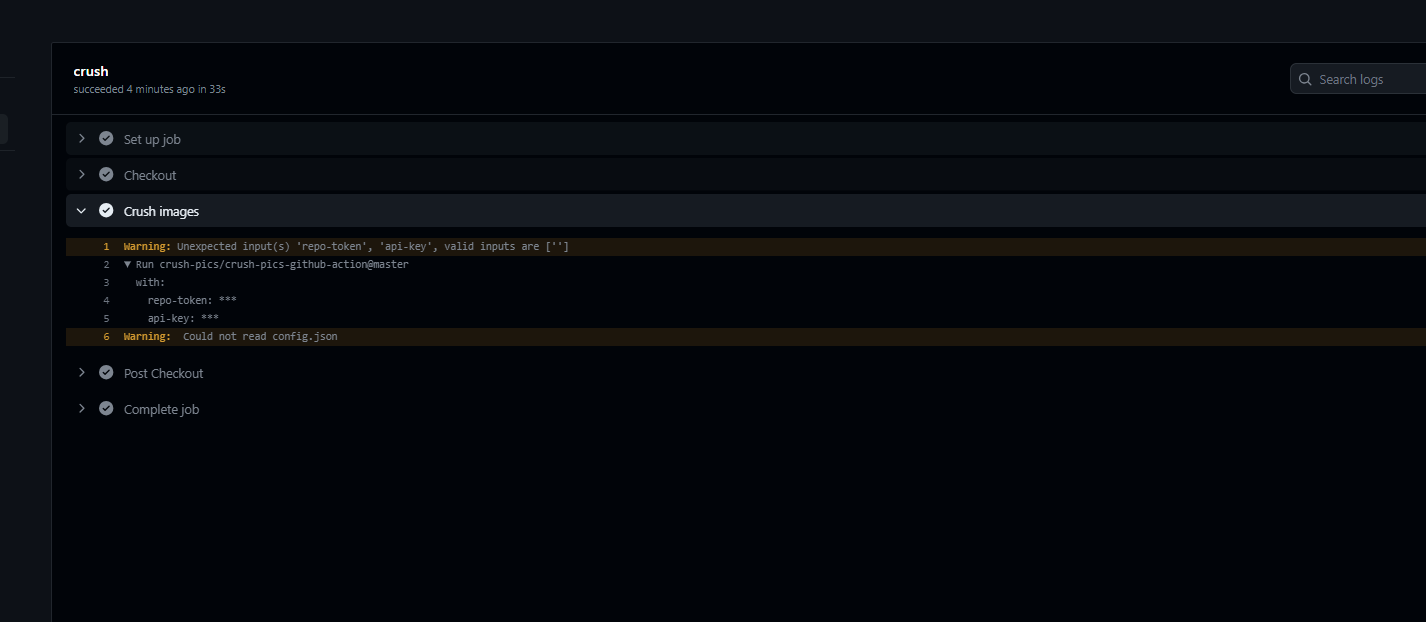 crush
succeeded 4 minutes ago in 33s
Search logs
Set up job
Checkout
Crush images
1 Warning: Unexpected input(s) 'repo-token', 'api-key', valid inputs are ['']
2 ▼ Run crush-pics/crush-pics-github-action@master
3 with:
4 repo-token: ***
5 api-key: ***
6 Warning:  Could not read config.json
Post Checkout
Complete job